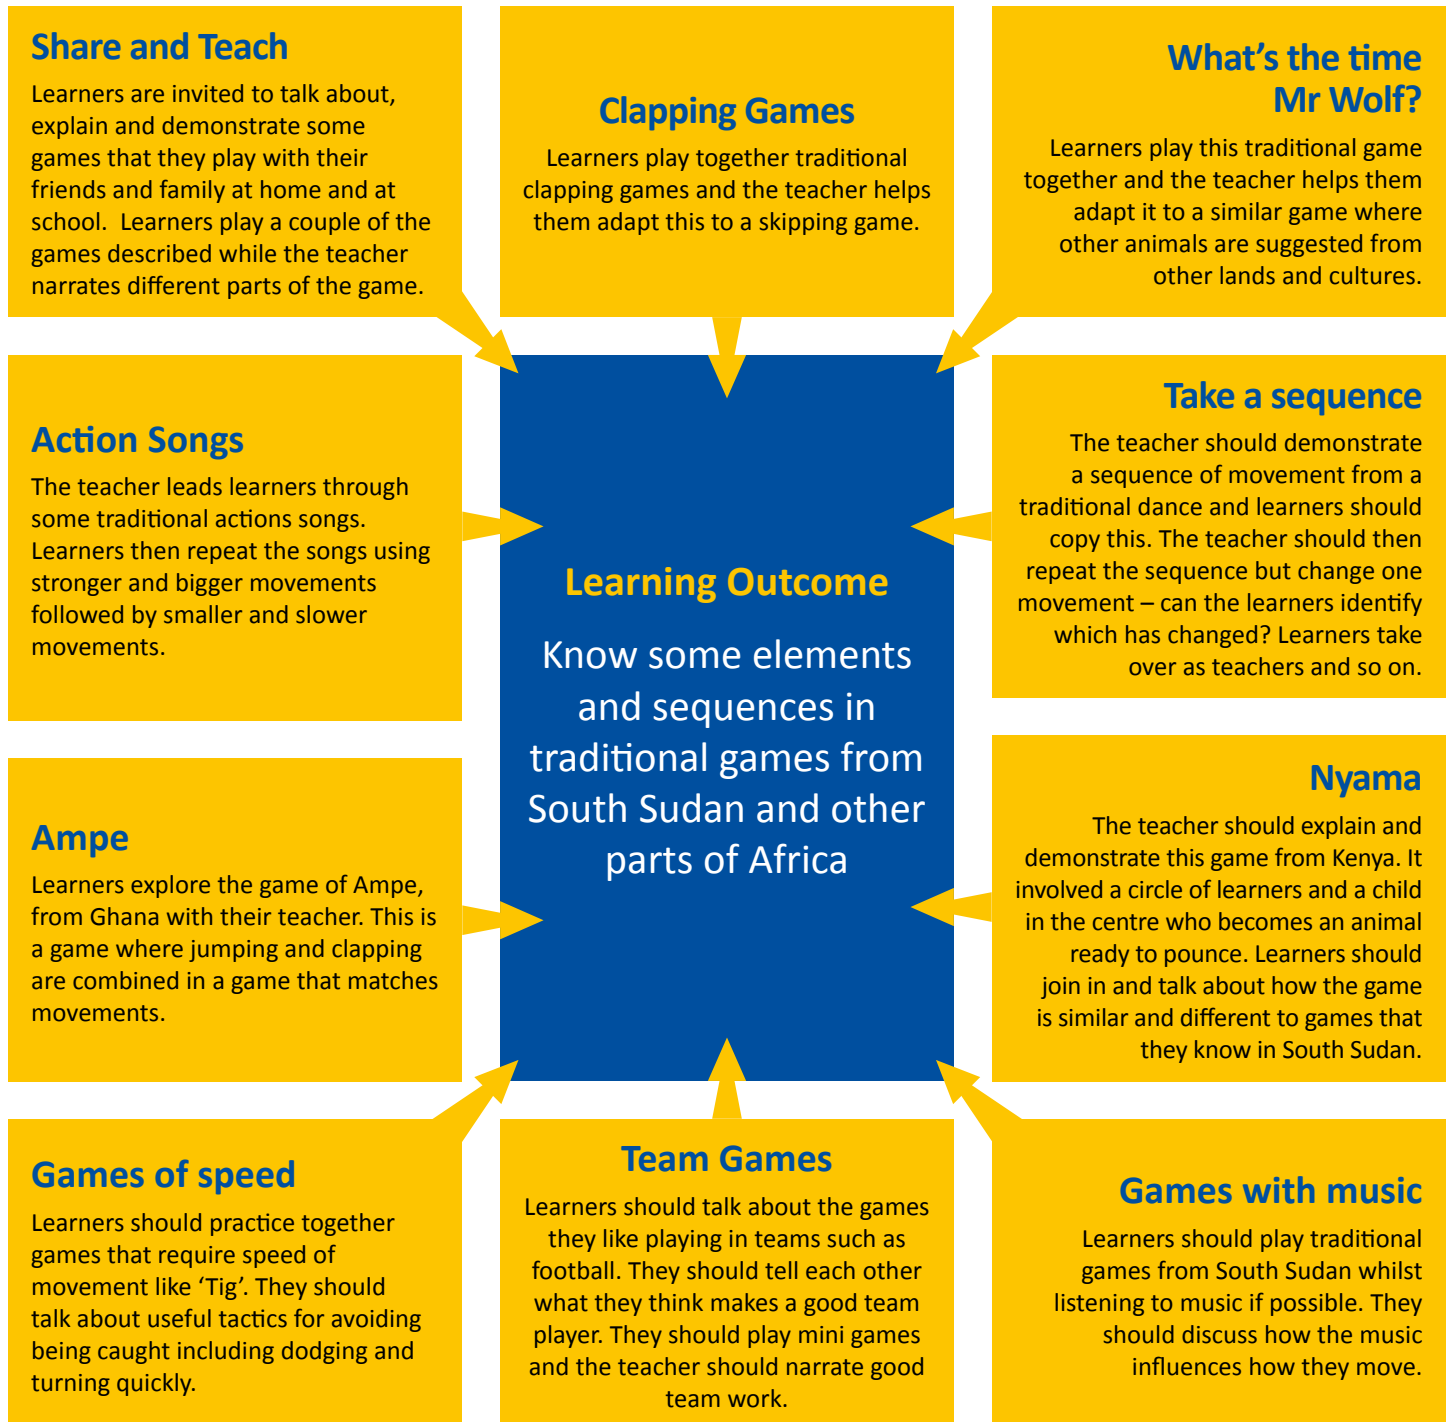 Share and Teach
Learners are invited to talk about,
explain and demonstrate some
games that they play with their
friends and family at home and at
school.  Learners play a couple of the
games described while the teacher
narrates different parts of the game.
Clapping Games
Learners play together traditional
clapping games and the teacher helps
them adapt this to a skipping game.
What’s the time
Mr Wolf?
Learners play this traditional game
together and the teacher helps them
adapt it to a similar game where
other animals are suggested from
other lands and cultures.
Action Songs
The teacher leads learners through
some traditional actions songs.
Learners then repeat the songs using
stronger and bigger movements
followed by smaller and slower
movements.
Learning Outcome
Know some elements
and sequences in
traditional games from
South Sudan and other
parts of Africa
Take a sequence
The teacher should demonstrate
a sequence of movement from a
traditional dance and learners should
copy this. The teacher should then
repeat the sequence but change one
movement – can the learners identify
which has changed? Learners take
over as teachers and so on.
Ampe
Learners explore the game of Ampe,
from Ghana with their teacher. This is
a game where jumping and clapping
are combined in a game that matches
movements.
Nyama
The teacher should explain and
demonstrate this game from Kenya. It
involved a circle of learners and a child
in the centre who becomes an animal
ready to pounce. Learners should
join in and talk about how the game
is similar and different to games that
they know in South Sudan.
Games of speed
Learners should practice together
games that require speed of
movement like ‘Tig’. They should
talk about useful tactics for avoiding
being caught including dodging and
turning quickly.
Team Games
Learners should talk about the games
they like playing in teams such as
football. They should tell each other
what they think makes a good team
player. They should play mini games
and the teacher should narrate good
team work.
Games with music
Learners should play traditional
games from South Sudan whilst
listening to music if possible. They
should discuss how the music
influences how they move.